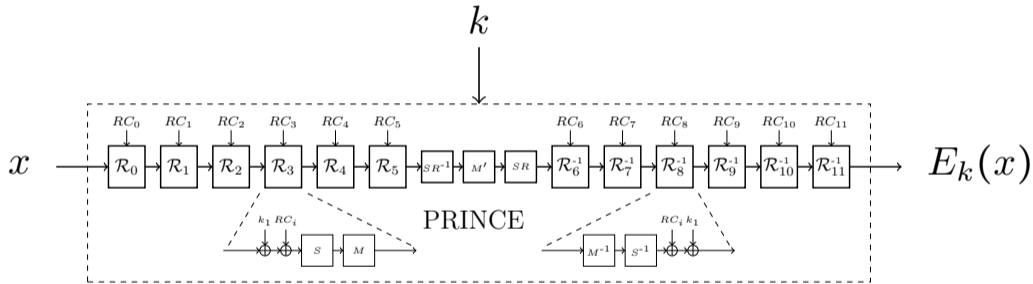 k
RC₀ RC₁ RC₂ RC₃ RC₄ RC₅ RC₆ RC₇ RC₈ RC₉ RC₁₀ RC₁₁
x R₀ R₁ R₂ R₃ R₄ R₅ SR⁻¹ M′ SR R₆⁻¹ R₇⁻¹ R₈⁻¹ R₉⁻¹ R₁₀⁻¹ R₁₁⁻¹ Eₖ(x)
PRINCE
k₁ RCᵢ RCᵢ k₁
S M M⁻¹ S⁻¹